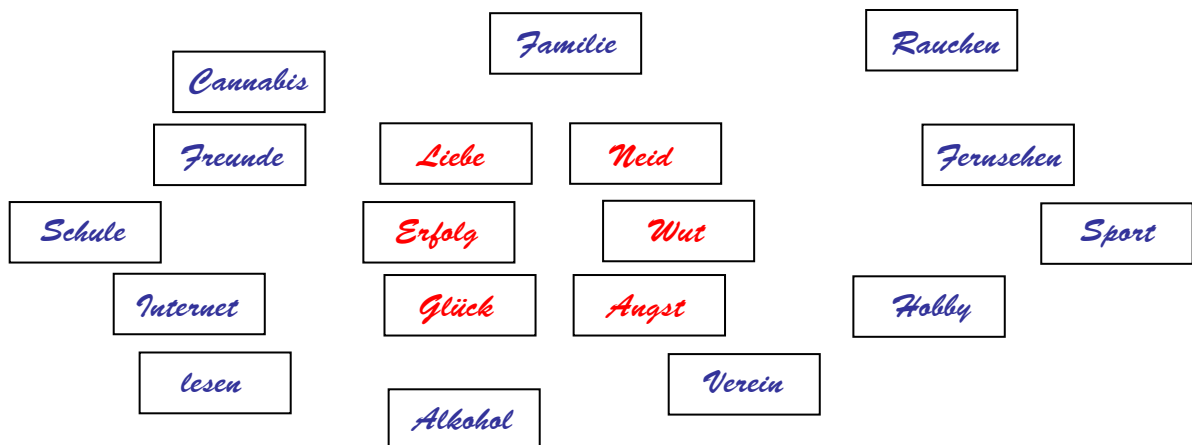 Familie
Rauchen
Cannabis
Freunde
Liebe
Neid
Fernsehen
Schule
Erfolg
Wut
Sport
Internet
Glück
Angst
Hobby
lesen
Verein
Alkohol